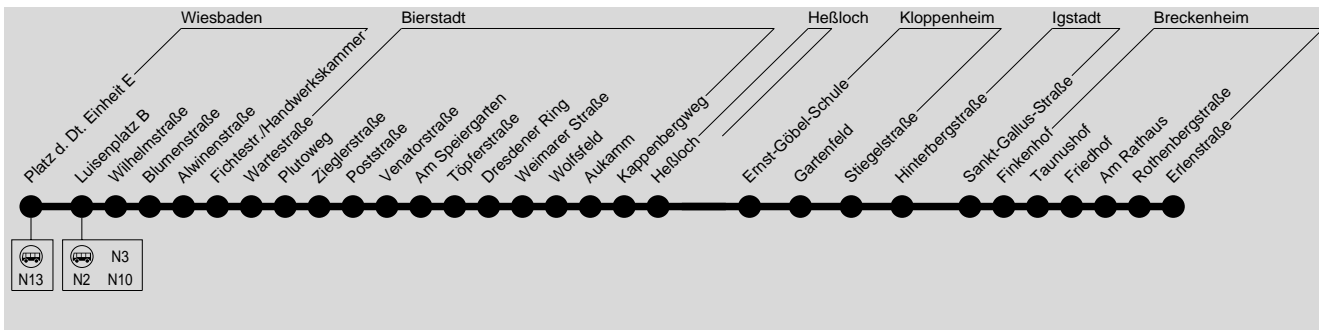 Wiesbaden
Bierstadt
Heßloch
Kloppenheim
Igstadt
Breckenheim
Platz d. Dt. Einheit E
Luisenplatz B
Wilhelmstraße
Blumenstraße
Alwinenstraße
Fichtestr./Handwerkskammer
Wartestraße
Plutoweg
Zieglerstraße
Poststraße
Venatorstraße
Am Speiergarten
Töpferstraße
Dresdener Ring
Weimarer Straße
Wolfsfeld
Aukamm
Kappenbergweg
Heßloch
Ernst-Göbel-Schule
Gartenfeld
Stiegelstraße
Hinterbergstraße
Sankt-Gallus-Straße
Finkenhof
Taunushof
Friedhof
Am Rathaus
Rothenbergstraße
Erlenstraße
N13
N3
N2 N10